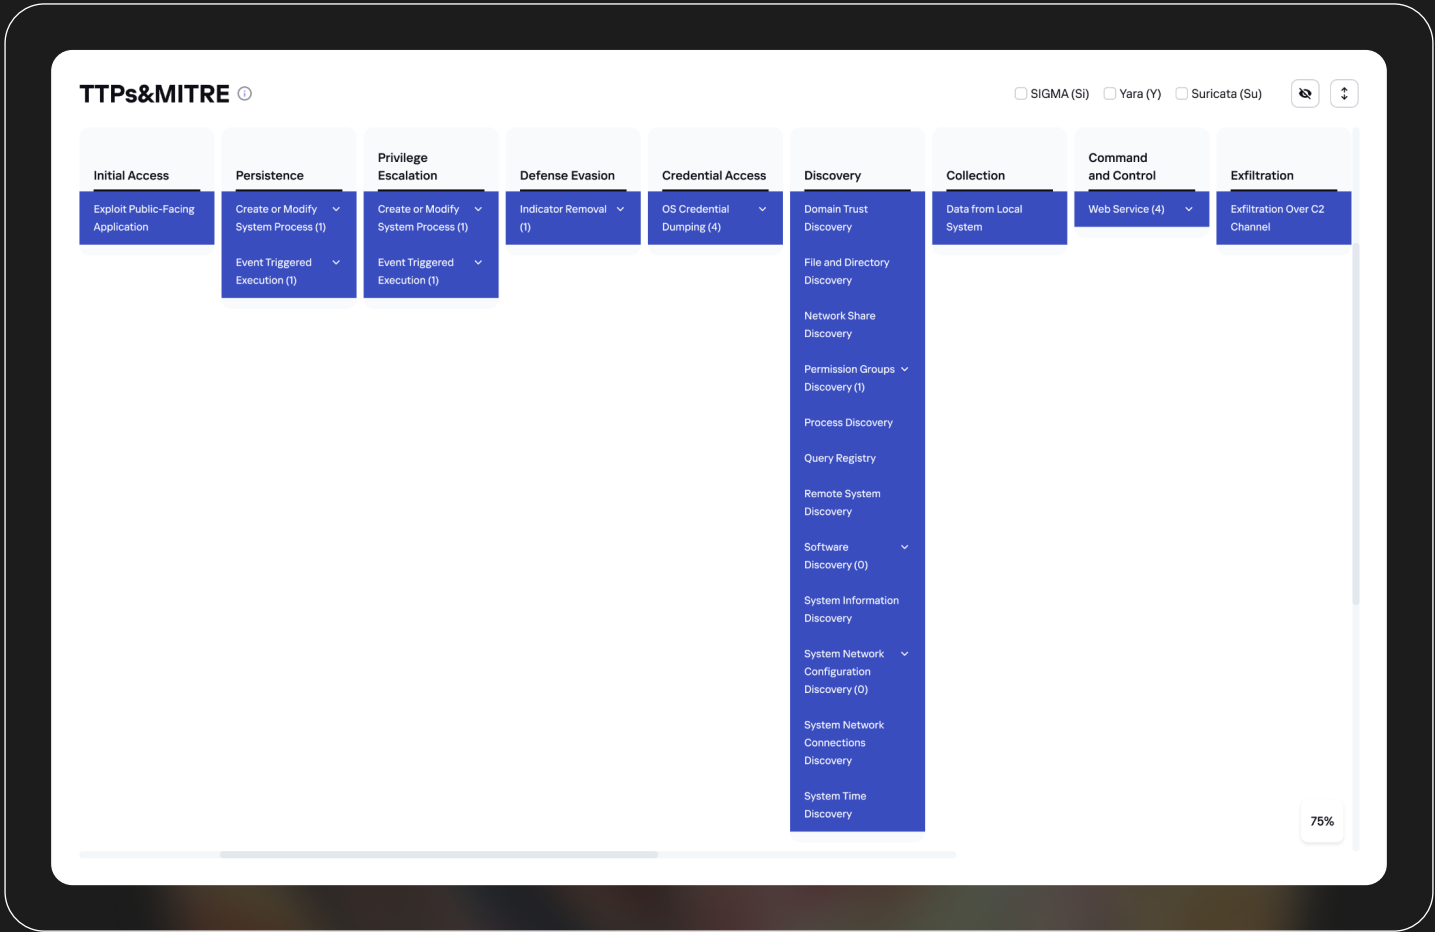 TTPs&MITRE
SIGMA (Si)
Yara (Y)
Suricata (Su)
Initial Access
Exploit Public-Facing
Application
Persistence
Create or Modify
System Process (1)
Event Triggered
Execution (1)
Privilege
Escalation
Create or Modify
System Process (1)
Event Triggered
Execution (1)
Defense Evasion
Indicator Removal
(1)
Credential Access
OS Credential
Dumping (4)
Discovery
Domain Trust
Discovery
File and Directory
Discovery
Network Share
Discovery
Permission Groups
Discovery (1)
Process Discovery
Query Registry
Remote System
Discovery
Software
Discovery (0)
System Information
Discovery
System Network
Configuration
Discovery (0)
System Network
Connections
Discovery
System Time
Discovery
Collection
Data from Local
System
Command
and Control
Web Service (4)
Exfiltration
Exfiltration Over C2
Channel
75%